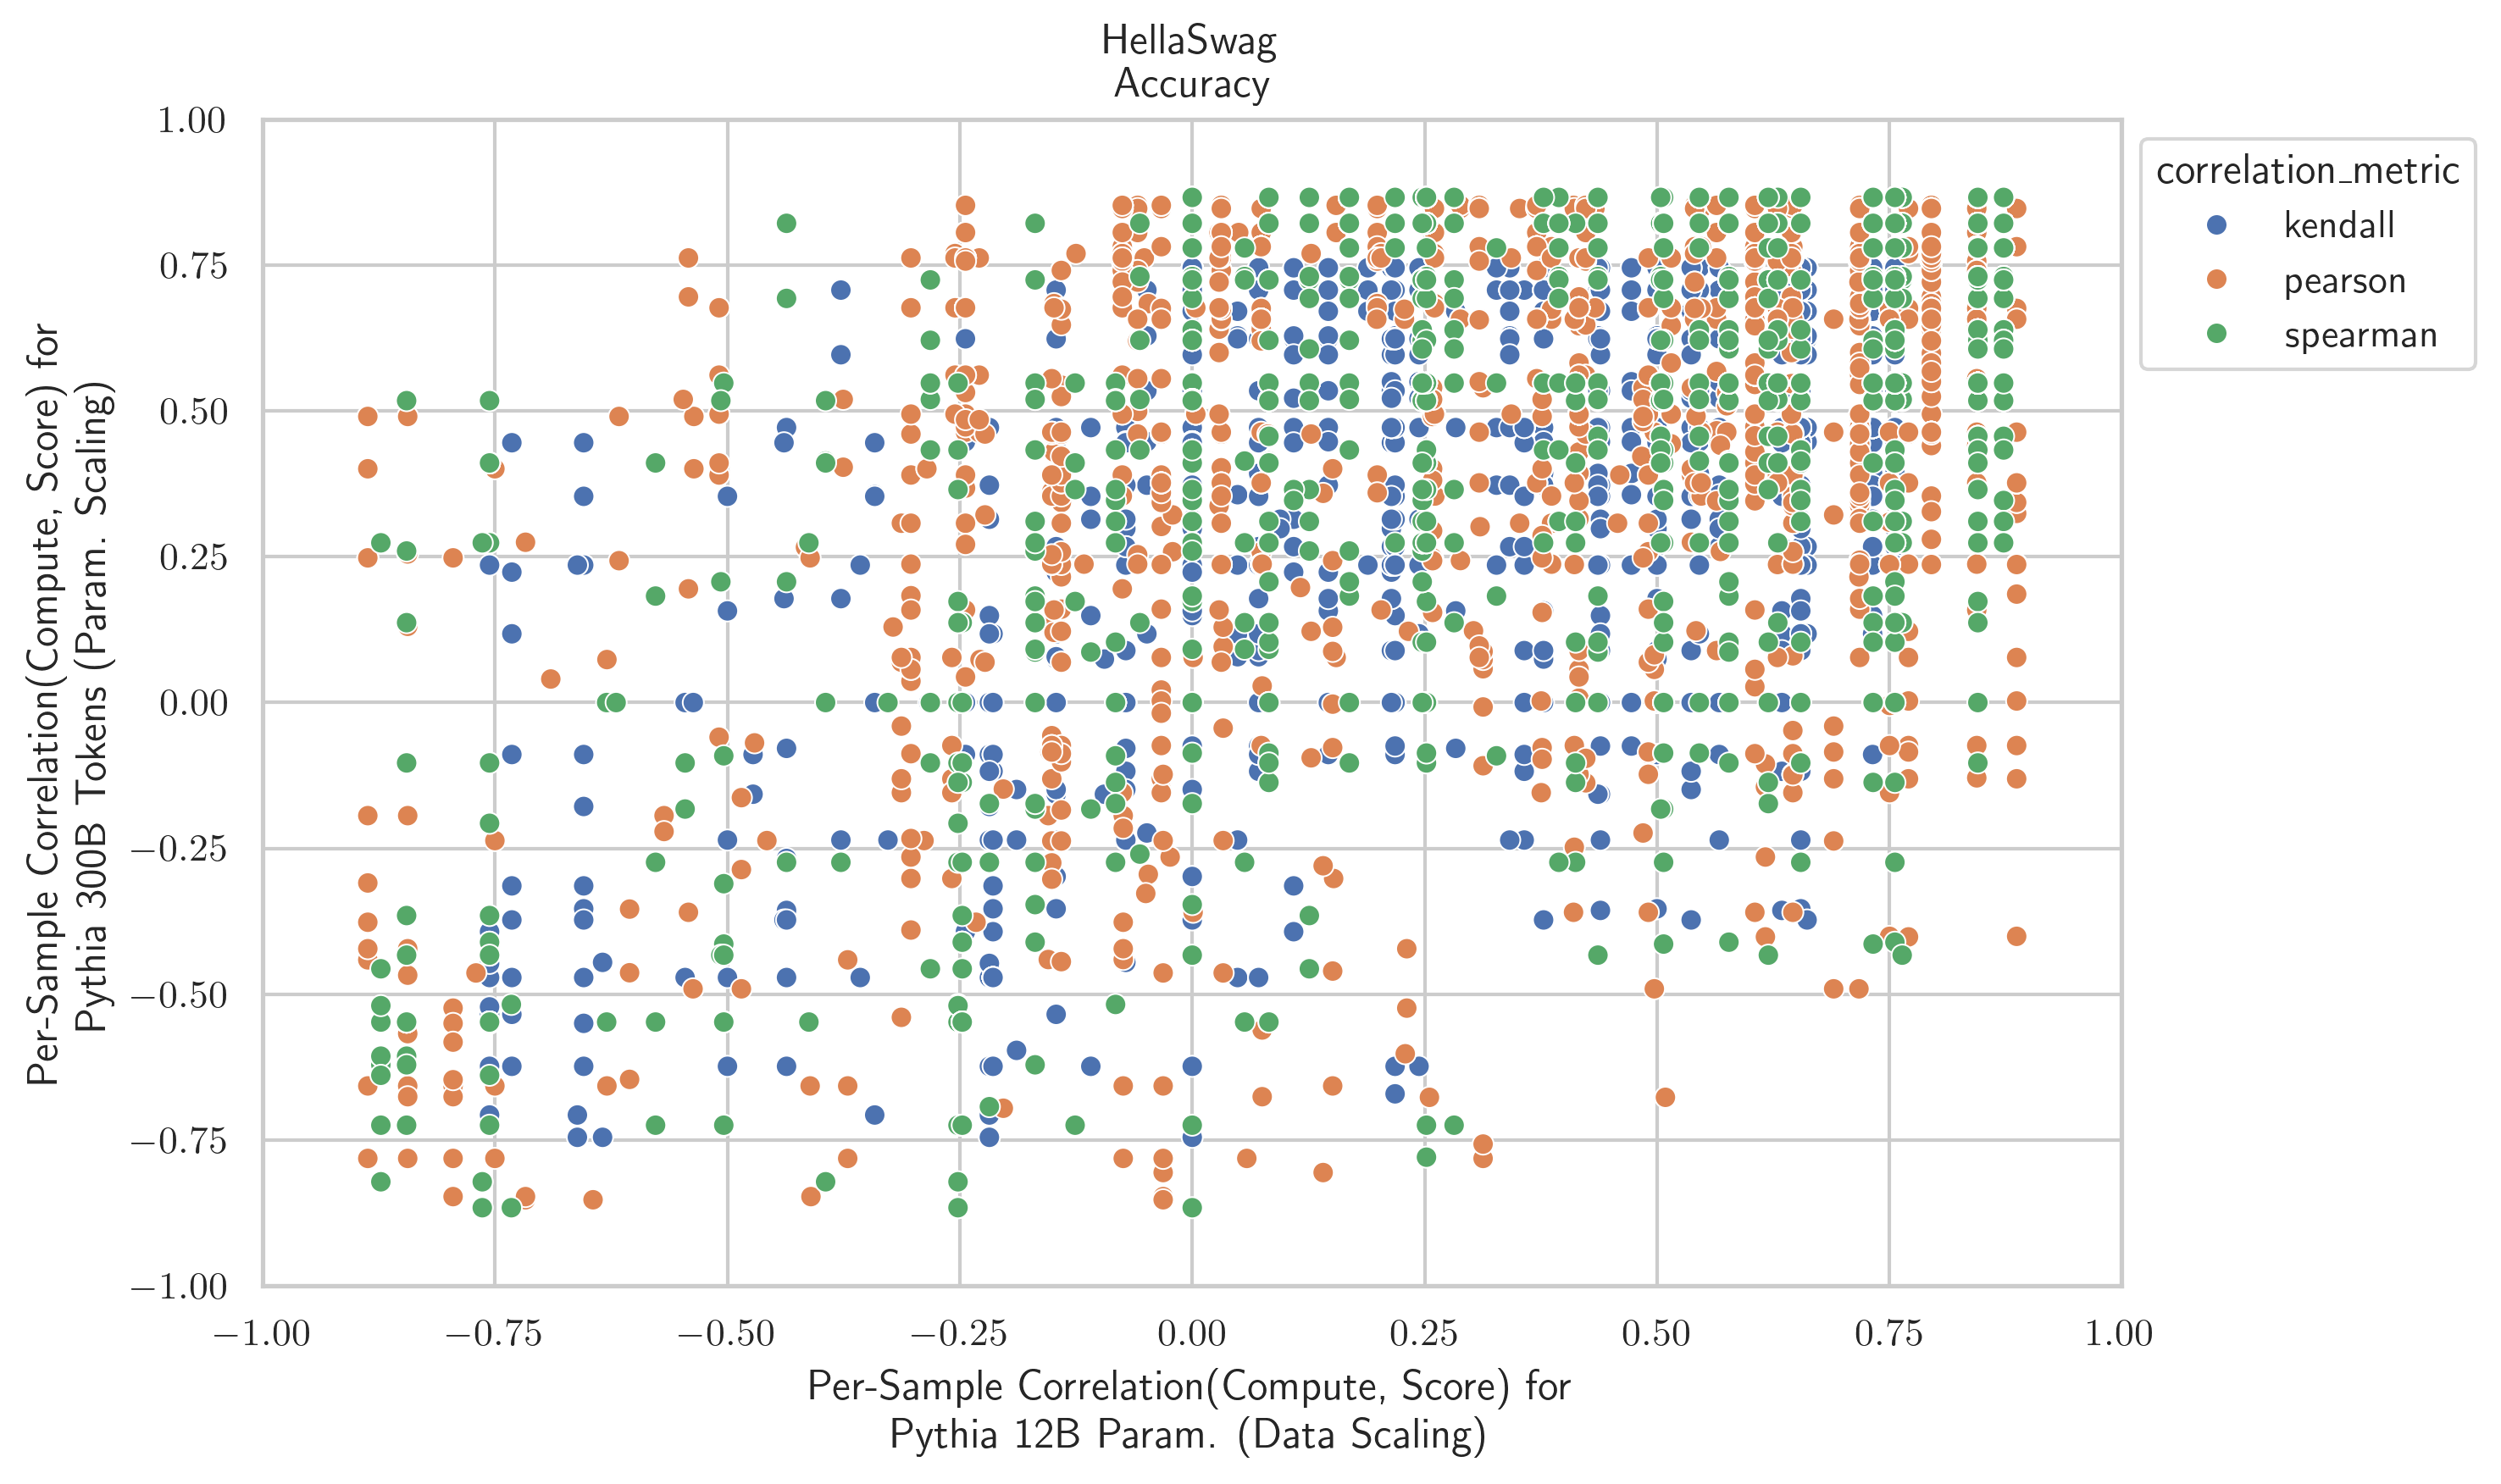 HellaSwag
Accuracy
Per-Sample Correlation(Compute, Score) for
Pythia 300B Tokens (Param. Scaling)
1.00
0.75
0.50
0.25
0.00
−0.25
−0.50
−0.75
−1.00
−1.00 −0.75 −0.50 −0.25 0.00 0.25 0.50 0.75 1.00
Per-Sample Correlation(Compute, Score) for
Pythia 12B Param. (Data Scaling)
correlation_metric
kendall
pearson
spearman